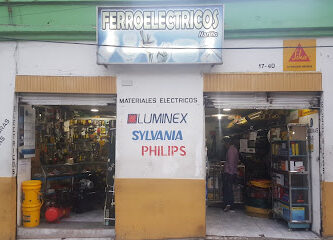 FERROELECTRICOS
17-60
MATERIALES ELECTRICOS
LUMINEX
SYLVANIA
PHILIPS